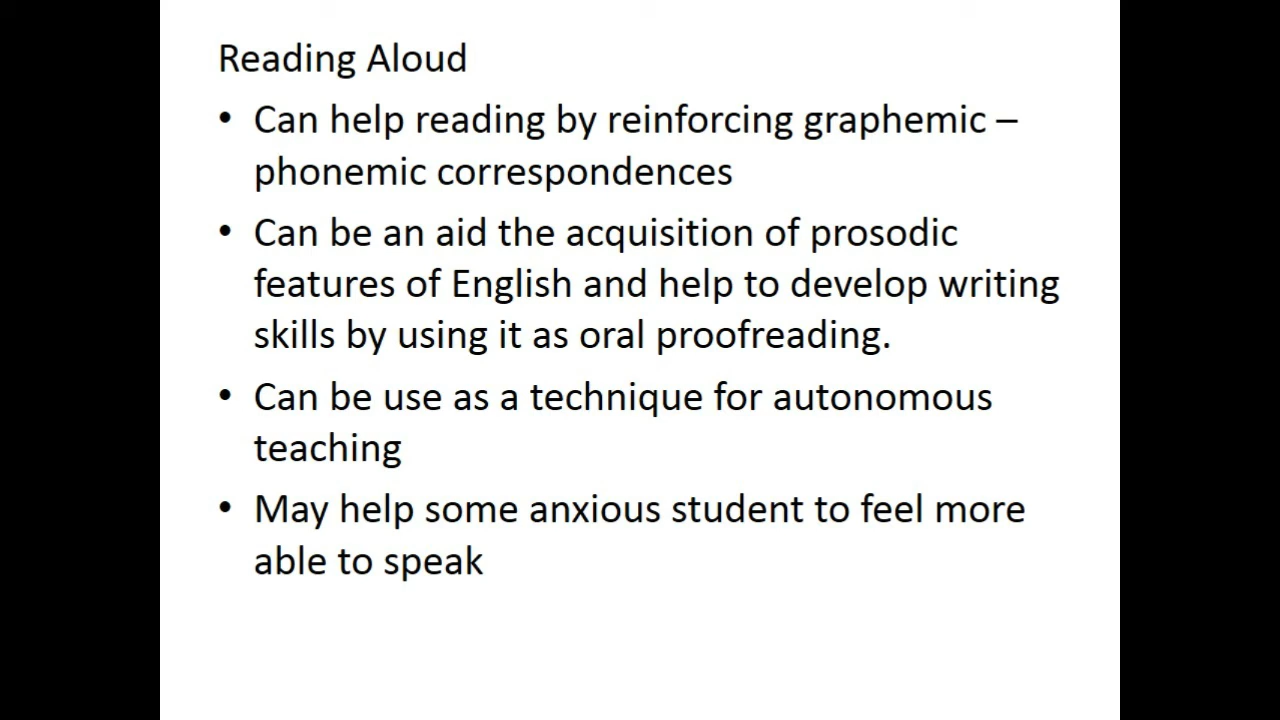 Reading Aloud
• Can help reading by reinforcing graphemic –
phonemic correspondences
• Can be an aid the acquisition of prosodic
features of English and help to develop writing
skills by using it as oral proofreading.
• Can be use as a technique for autonomous
teaching
• May help some anxious student to feel more
able to speak